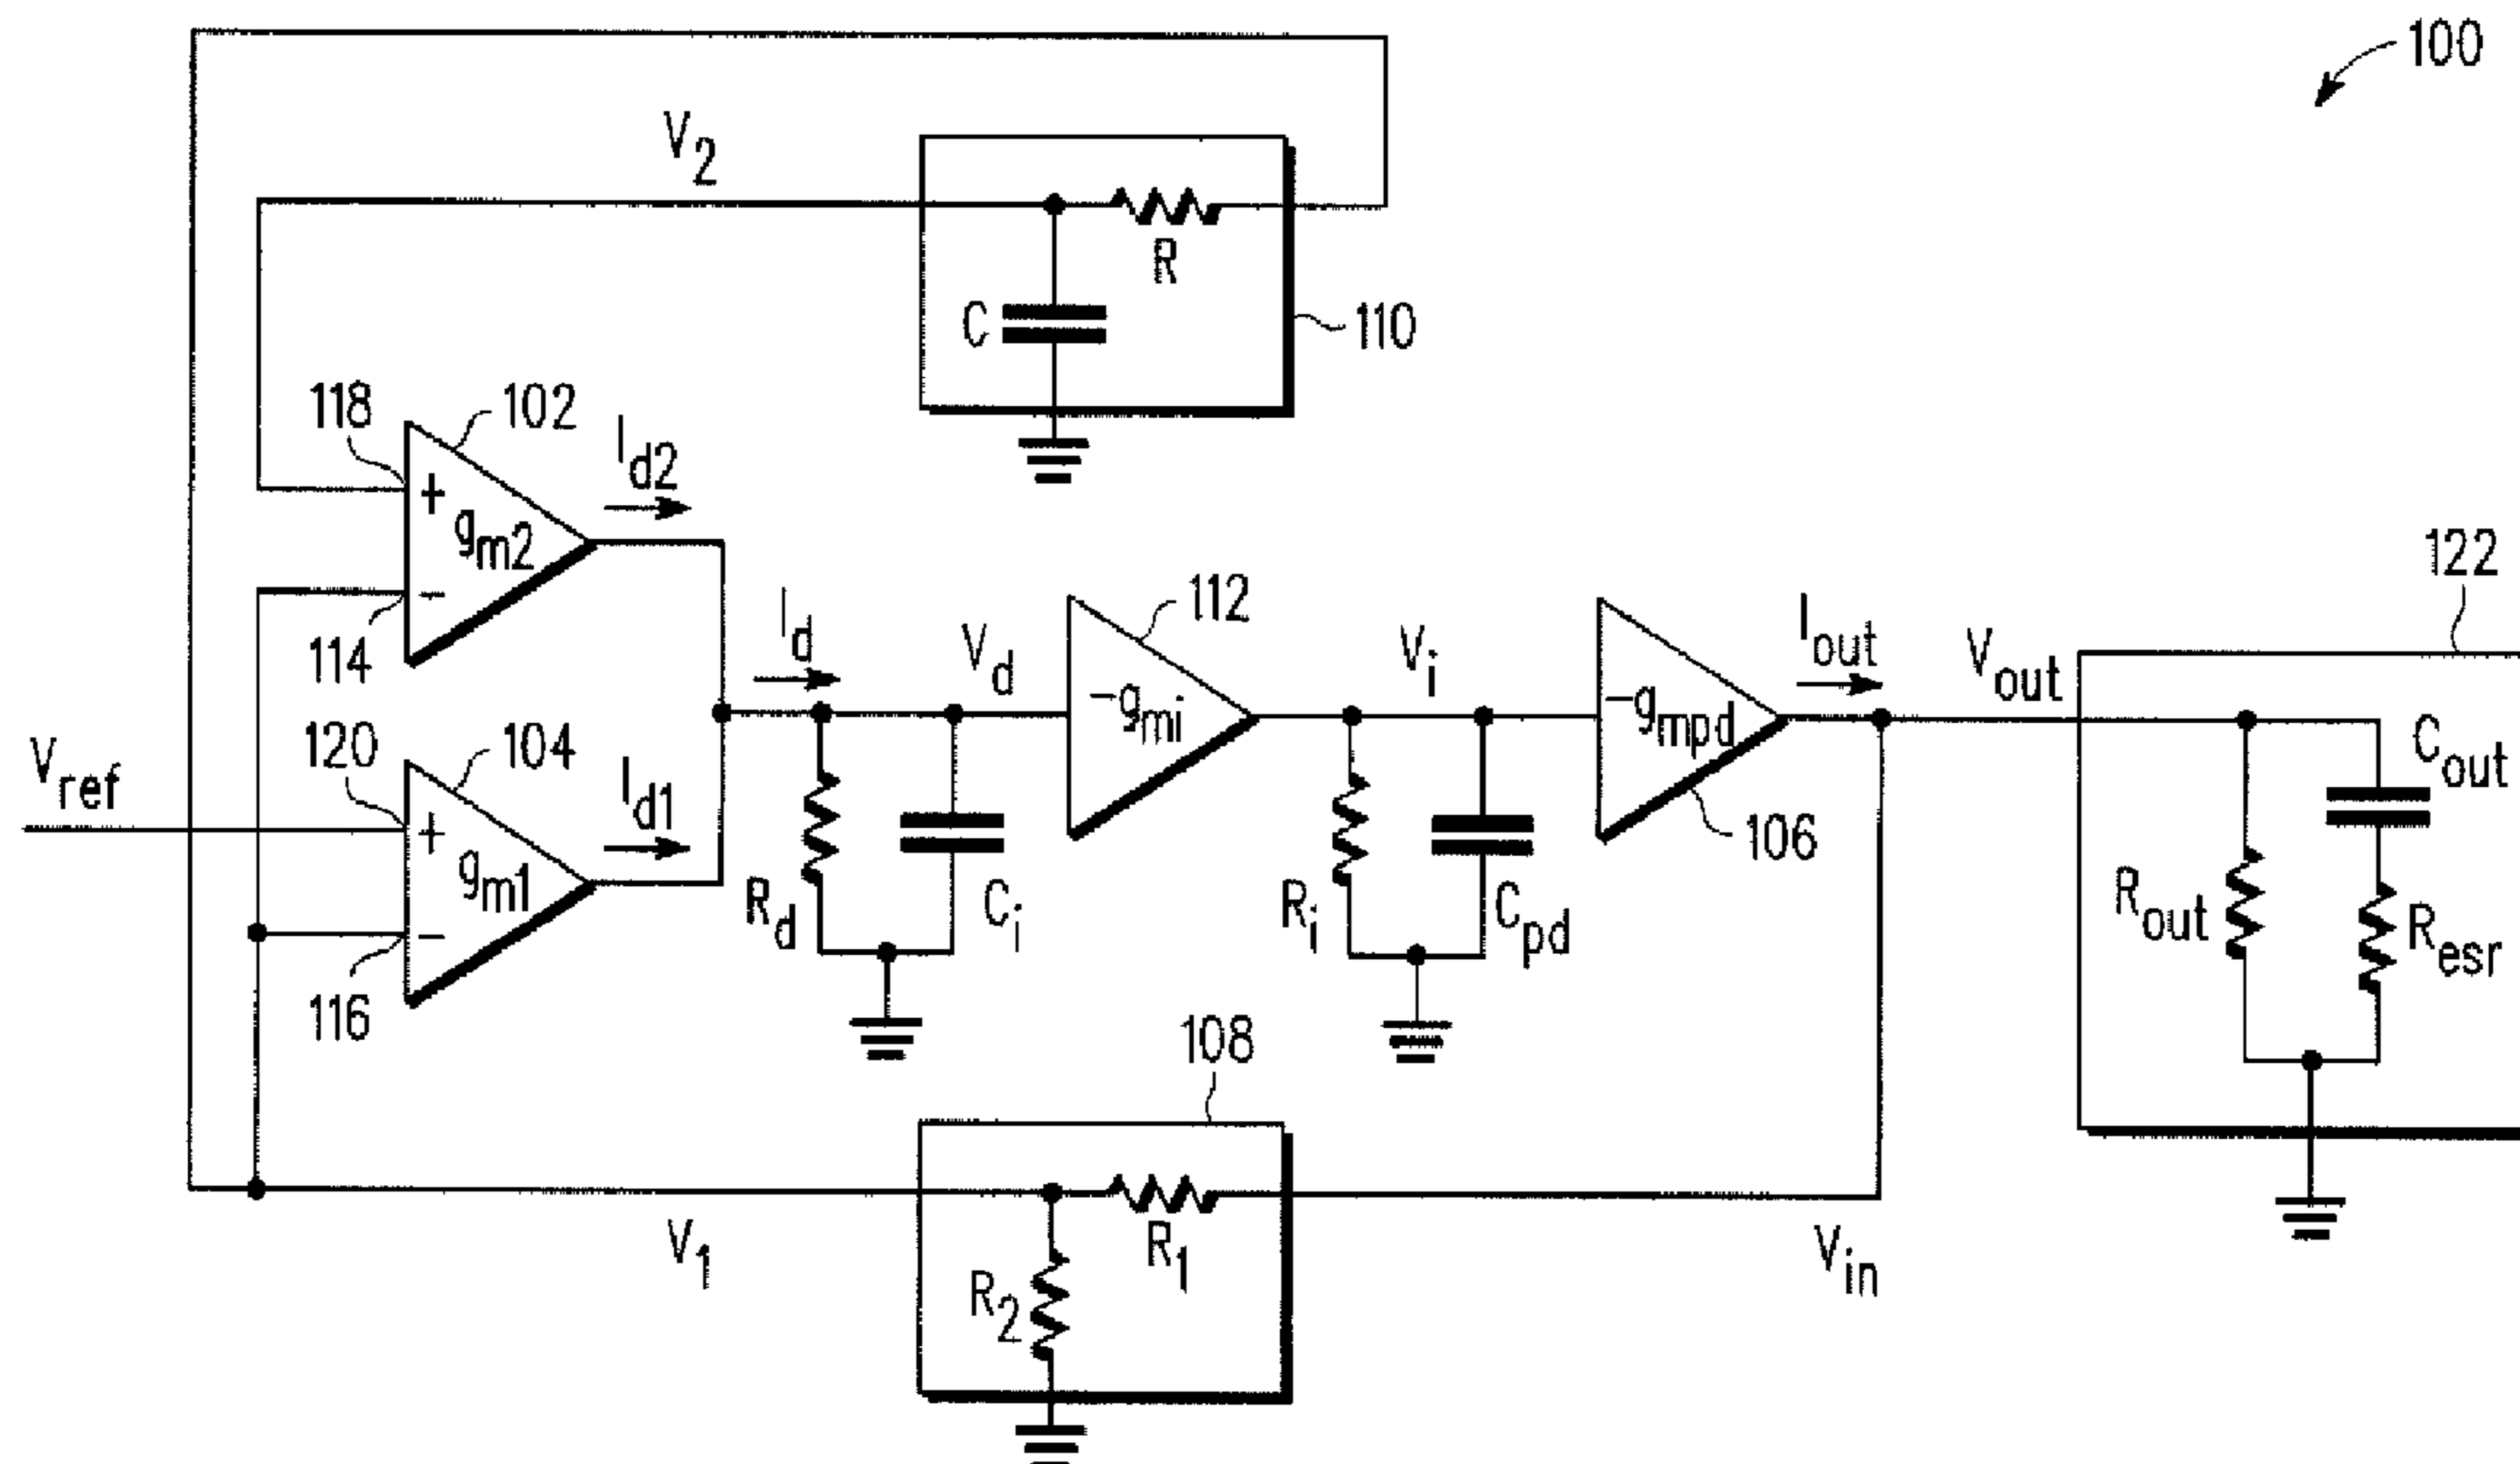 100
V2
R
C
110
118
102
Id2
+
gm2
-
114
122
112
Id
Vd
-gmi
Vi
-gmpd
Iout
Vout
120
104
Id1
Vref
+
gm1
-
116
Rd
Ci
Ri
Cpd
106
Cout
Rout
Resr
108
V1
R1
R2
Vin